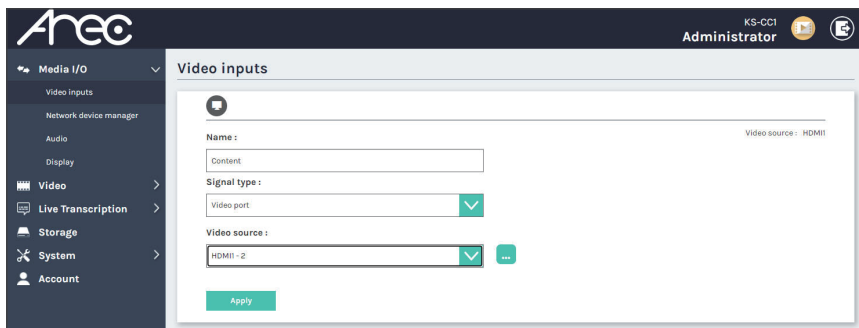 Arec
KS-CC1
Administrator
Media I/O
Video inputs
Network device manager
Audio
Display
Video
Live Transcription
Storage
System
Account
Video inputs
Video source : HDMI1
Name :
Content
Signal type :
Video port
Video source :
HDMI1 - 2
...
Apply